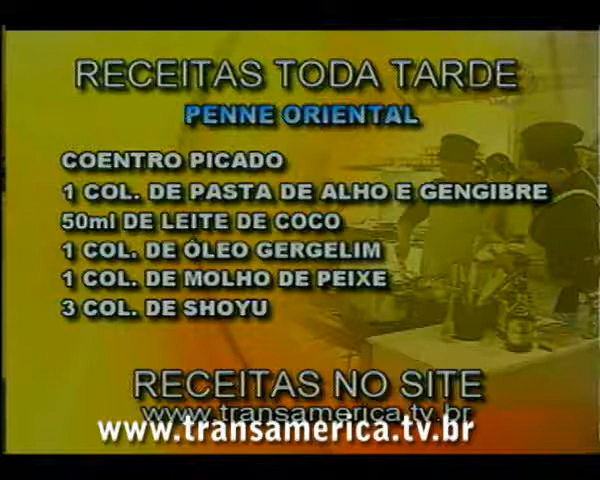 RECEITAS TODA TARDE
PENNE ORIENTAL
COENTRO PICADO
1 COL. DE PASTA DE ALHO E GENGIBRE
50ml DE LEITE DE COCO
1 COL. DE ÓLEO GERGELIM
1 COL. DE MOLHO DE PEIXE
3 COL. DE SHOYU
RECEITAS NO SITE
www.transamerica.tv.br
www.transamerica.tv.br